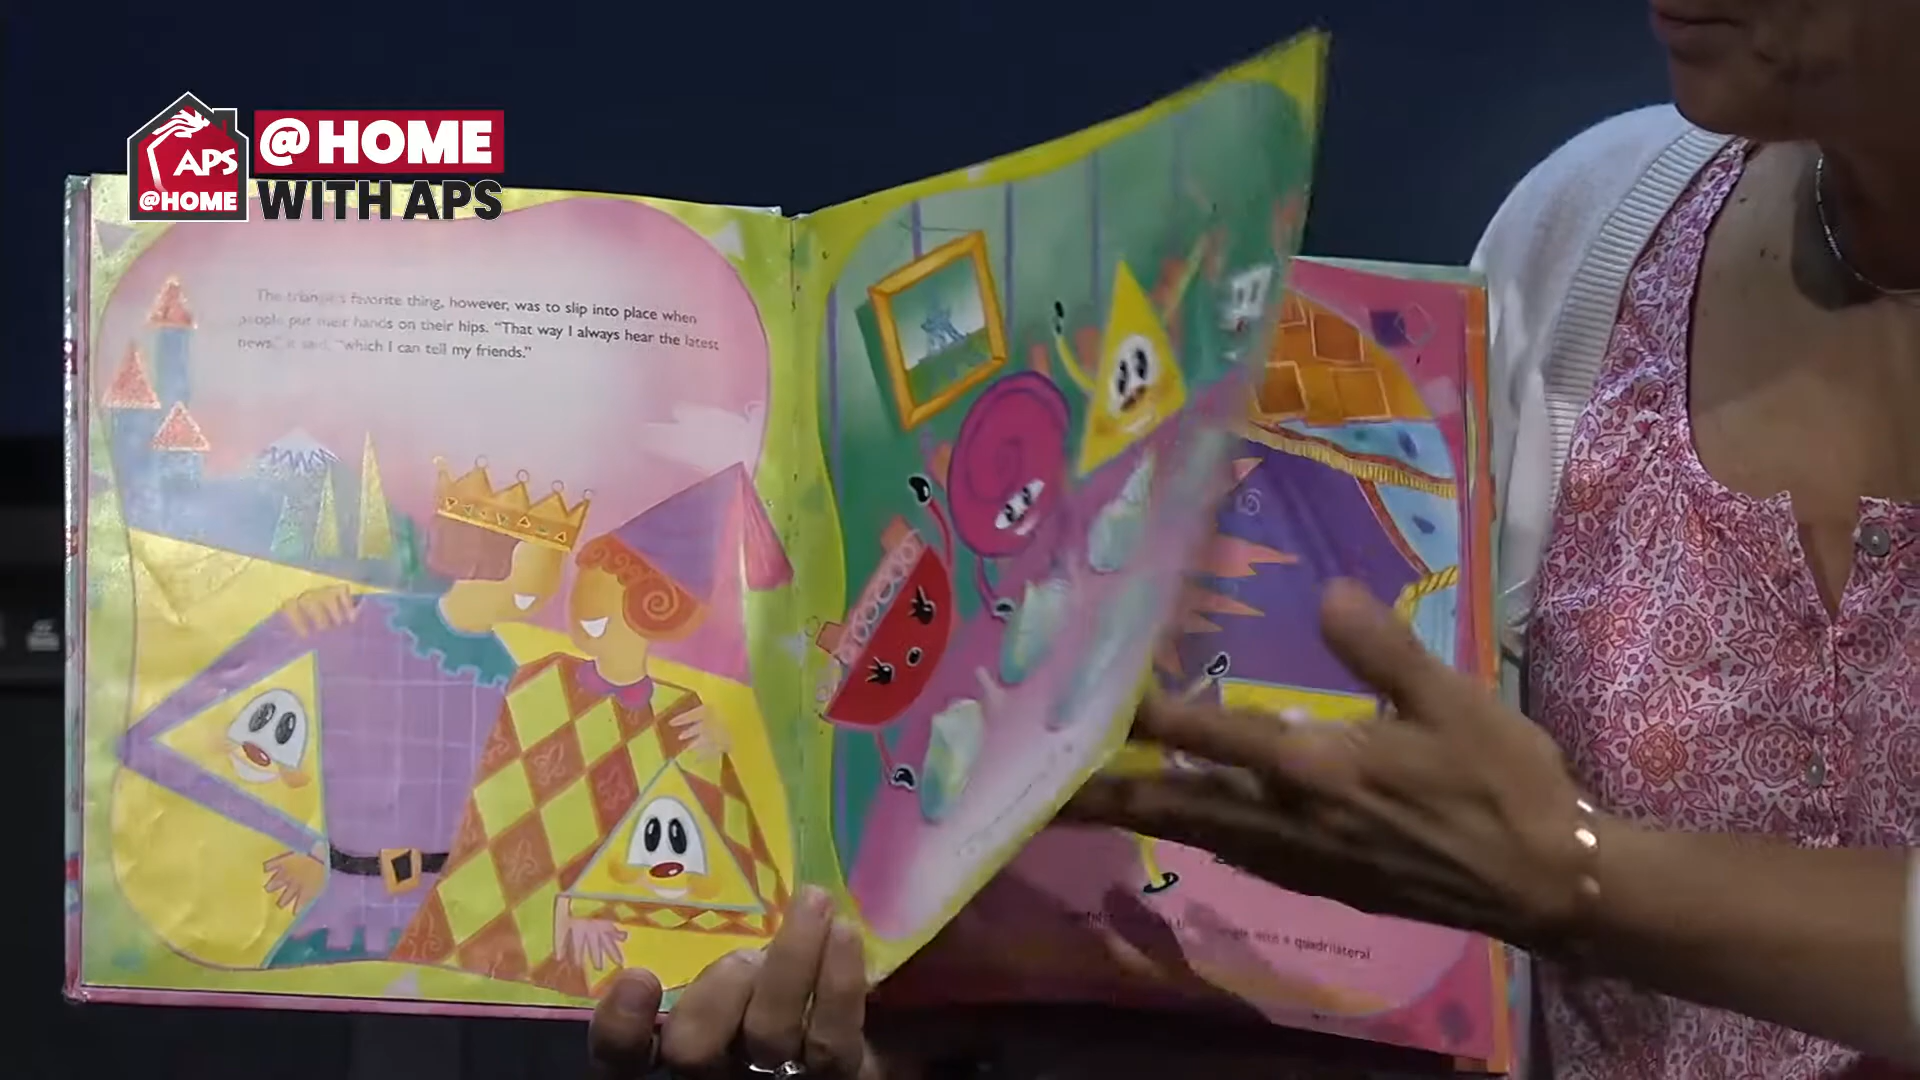 APS
@HOME
@HOME
WITH APS
The triangle's favorite thing, however, was to slip into place when
people put their hands on their hips. "That way I always hear the latest
news," it said, "which I can tell my friends."
with a quadrilateral